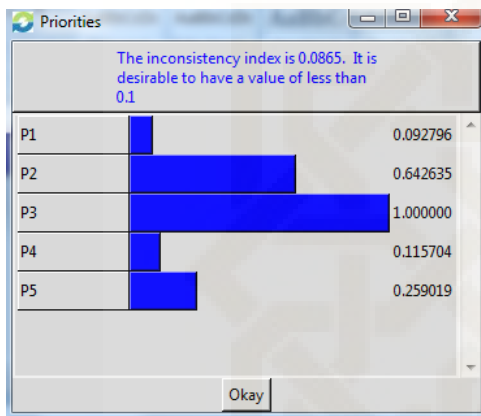 Priorities
The inconsistency index is 0.0865. It is
desirable to have a value of less than
0.1
P1 0.092796
P2 0.642635
P3 1.000000
P4 0.115704
P5 0.259019
Okay